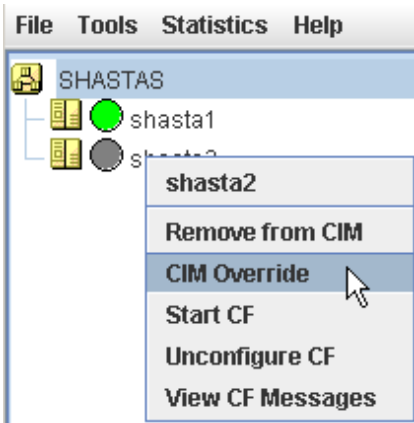 File Tools Statistics Help
SHASTAS
shasta1
shasta2
Remove from CIM
CIM Override
Start CF
Unconfigure CF
View CF Messages